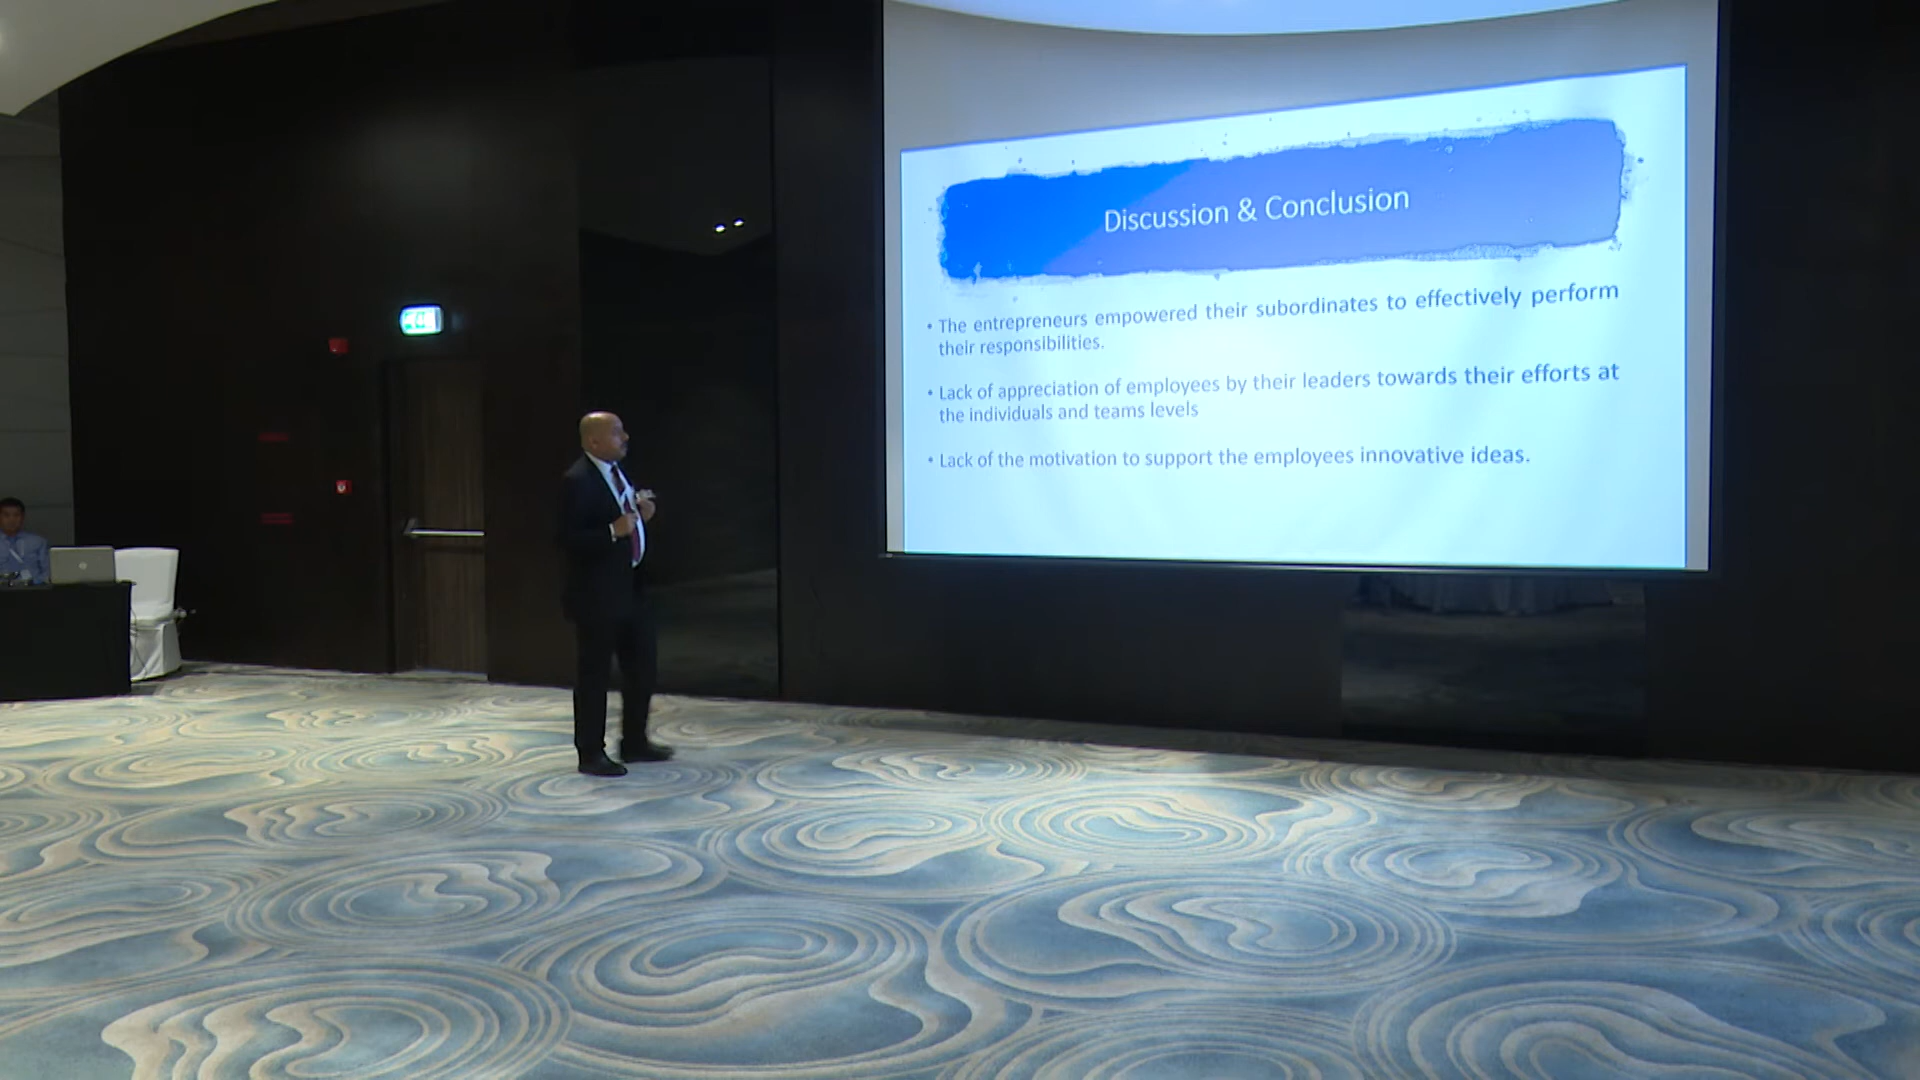 Discussion & Conclusion
• The entrepreneurs empowered their subordinates to effectively perform
their responsibilities.
• Lack of appreciation of employees by their leaders towards their efforts at
the individuals and teams levels
• Lack of the motivation to support the employees innovative ideas.